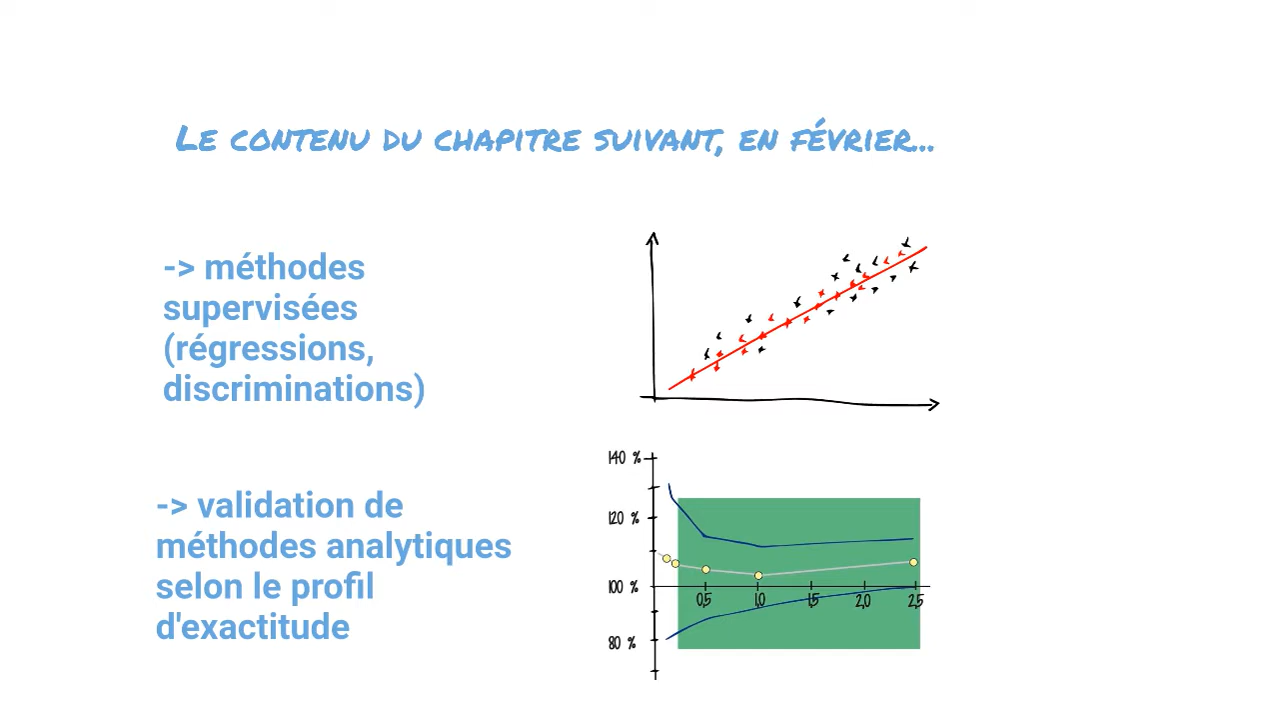 Le contenu du chapitre suivant, en février...
-> méthodes
supervisées
(régressions,
discriminations)
-> validation de
méthodes analytiques
selon le profil
d'exactitude
140 %
120 %
100 %
80 %
0,5 1,0 1,5 2,0 2,5